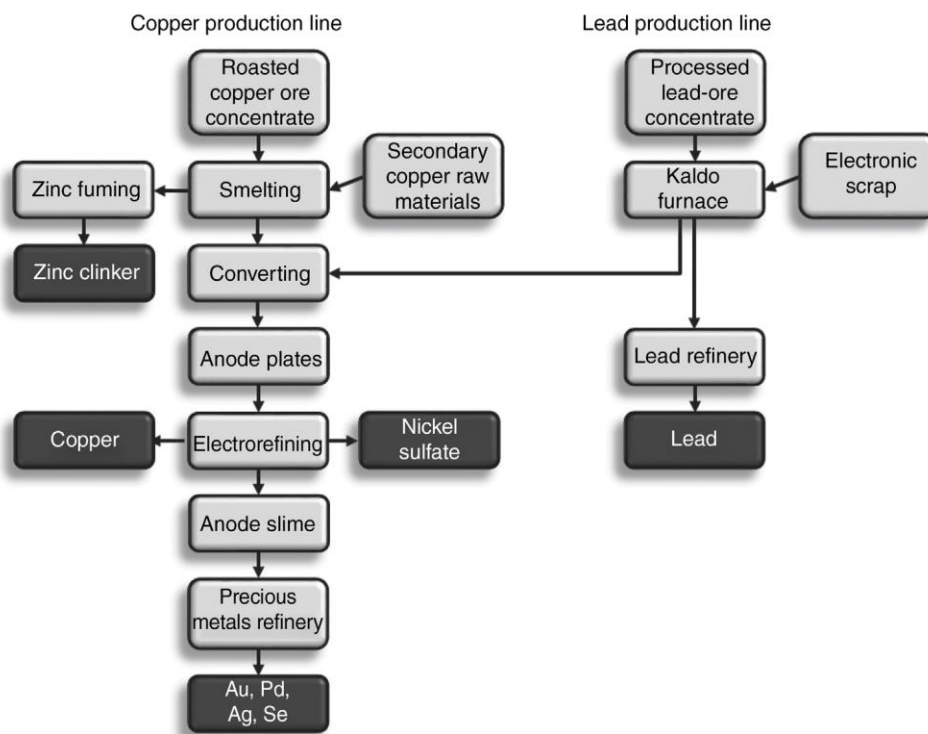 Copper production line
Lead production line
Roasted
copper ore
concentrate
Processed
lead-ore
concentrate
Zinc fuming
Smelting
Secondary
copper raw
materials
Kaldo
furnace
Electronic
scrap
Zinc clinker
Converting
Anode plates
Lead refinery
Copper
Electrorefining
Nickel
sulfate
Lead
Anode slime
Precious
metals refinery
Au, Pd,
Ag, Se